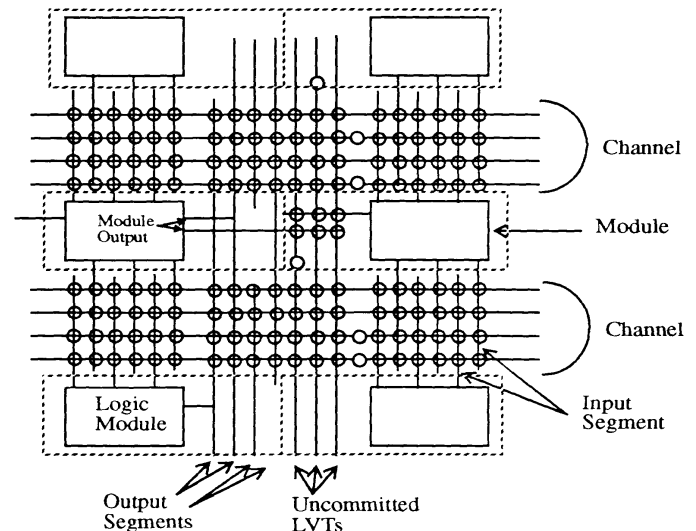 Channel
Module
Output
Module
Channel
Logic
Module
Input
Segment
Output
Segments
Uncommitted
LVTs